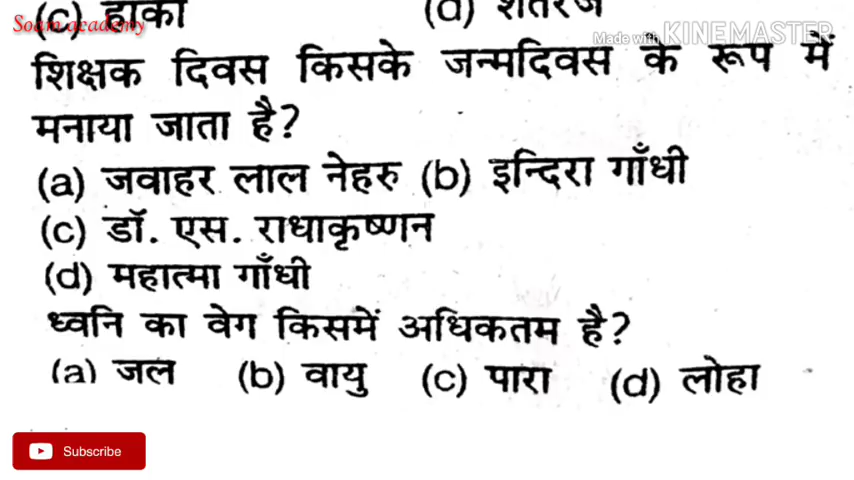 (c) हाकी (d) शतरंज
Soam academy
Made with KINEMASTER
शिक्षक दिवस किसके जन्मदिवस के रूप में
मनाया जाता है?
(a) जवाहर लाल नेहरु (b) इन्दिरा गाँधी
(c) डॉ. एस. राधाकृष्णन
(d) महात्मा गाँधी
ध्वनि का वेग किसमें अधिकतम है?
(a) जल (b) वायु (c) पारा (d) लोहा
Subscribe